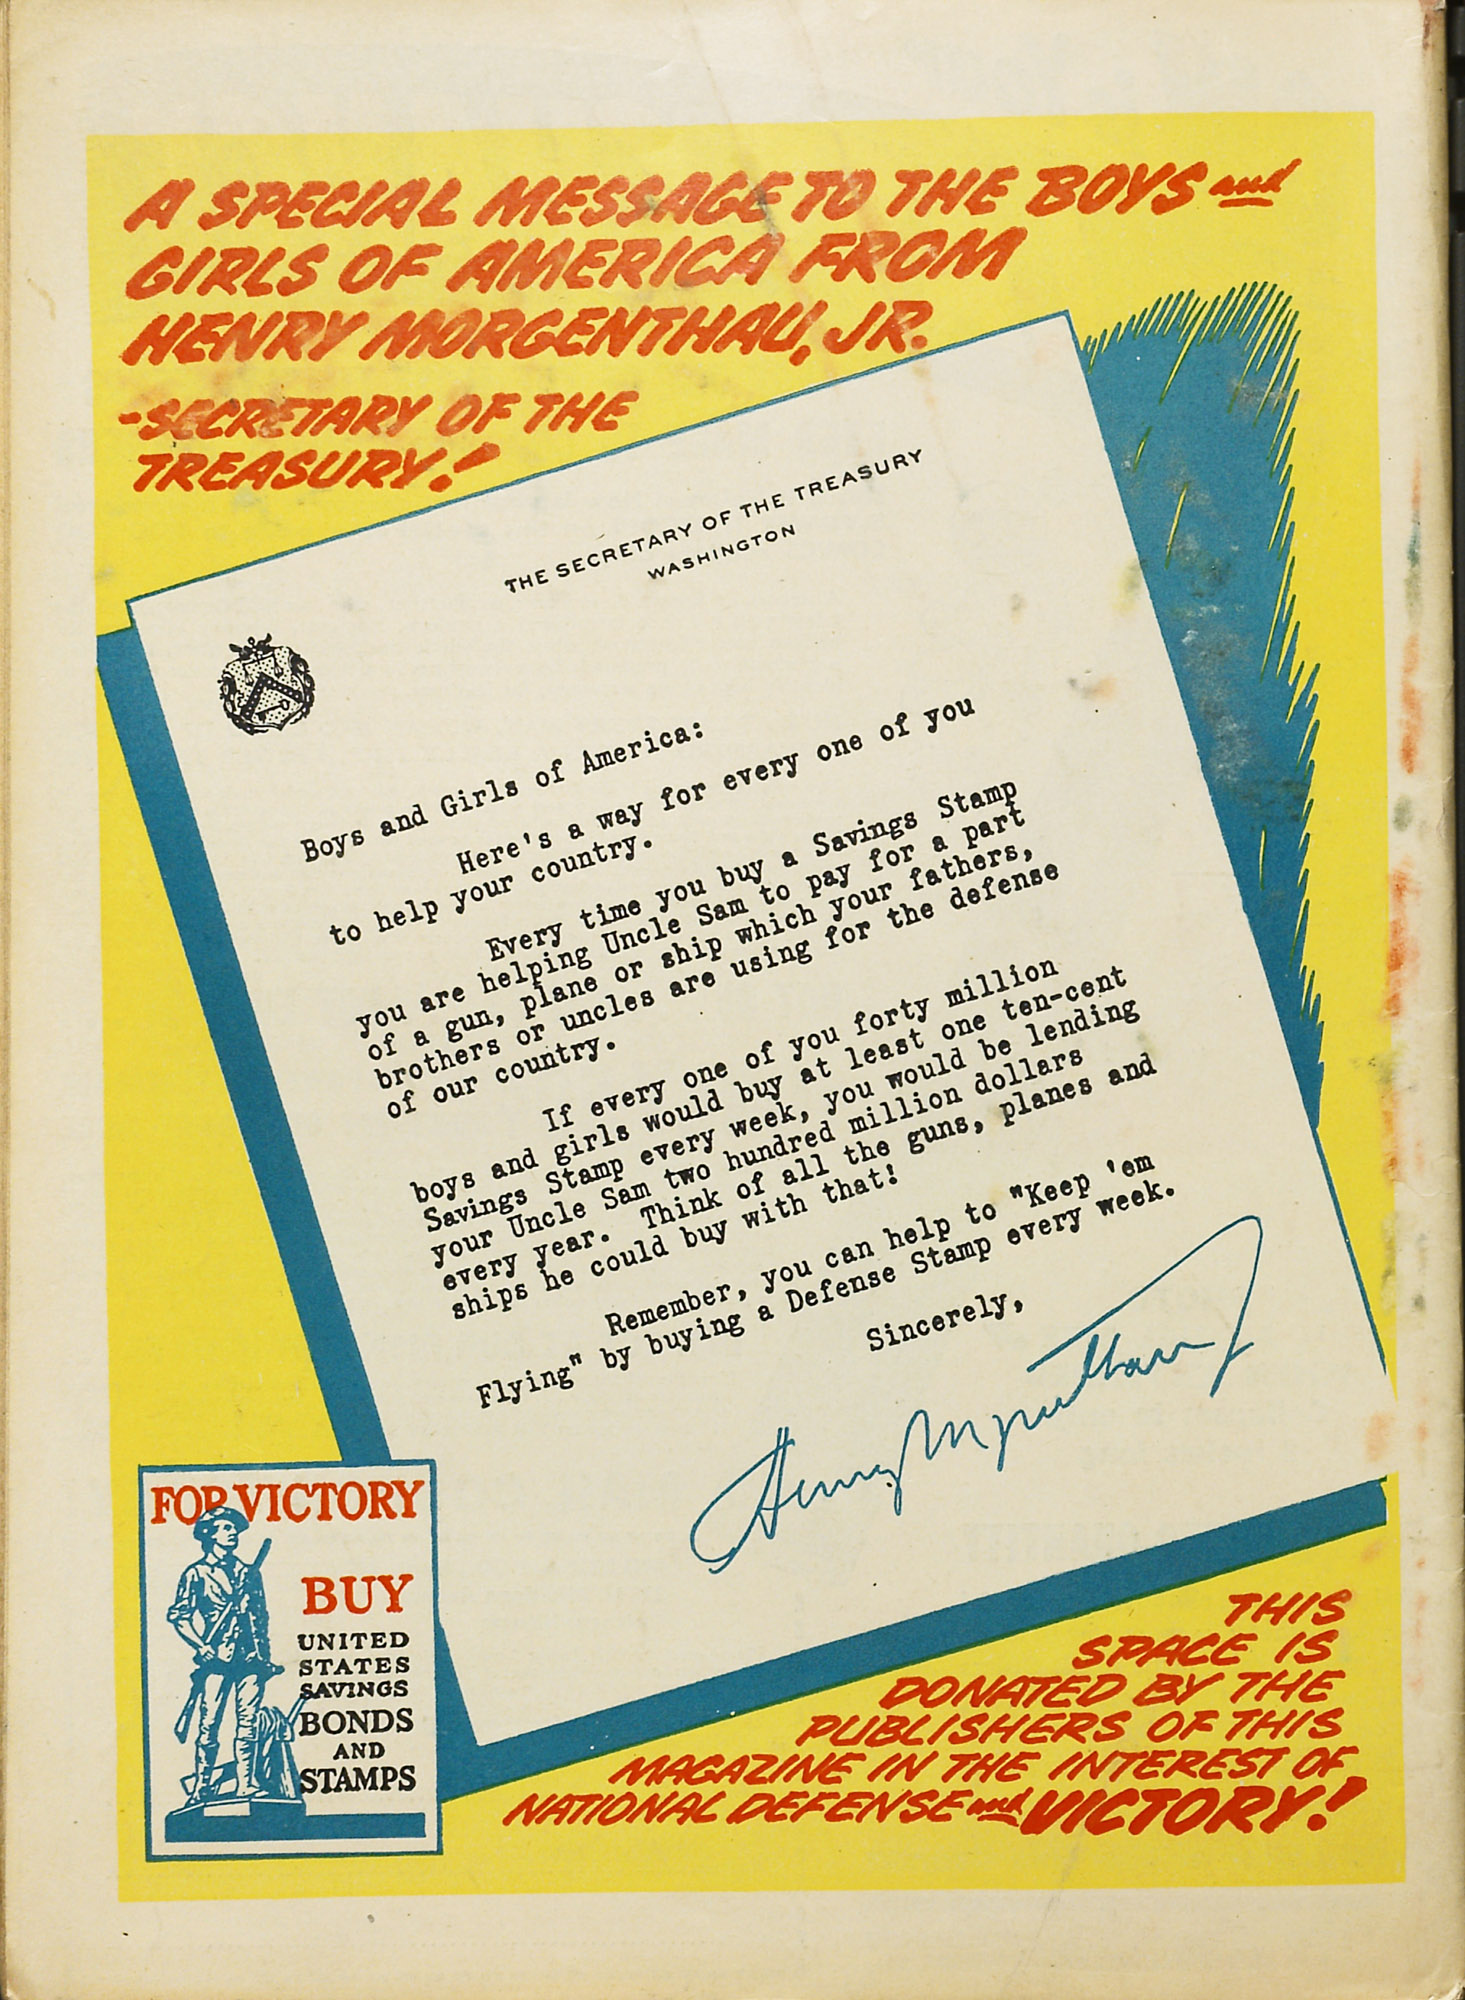 A SPECIAL MESSAGE TO THE BOYS and
GIRLS OF AMERICA FROM
HENRY MORGENTHAU, JR.
-SECRETARY OF THE
TREASURY!
THE SECRETARY OF THE TREASURY
WASHINGTON
Boys and Girls of America:
Here's a way for every one of you
to help your country.
Every time you buy a Savings Stamp
you are helping Uncle Sam to pay for a part
of a gun, plane or ship which your fathers,
brothers or uncles are using for the defense
of our country.
If every one of you forty million
boys and girls would buy at least one ten-cent
Savings Stamp every week, you would be lending
your Uncle Sam two hundred million dollars
every year. Think of all the guns, planes and
ships he could buy with that!
Remember, you can help to "Keep 'em
Flying" by buying a Defense Stamp every week.
Sincerely,
Henry Morgenthau Jr
FOR VICTORY
BUY
UNITED
STATES
SAVINGS
BONDS
AND
STAMPS
THIS
SPACE IS
DONATED BY THE
PUBLISHERS OF THIS
MAGAZINE IN THE INTEREST OF
NATIONAL DEFENSE and VICTORY!